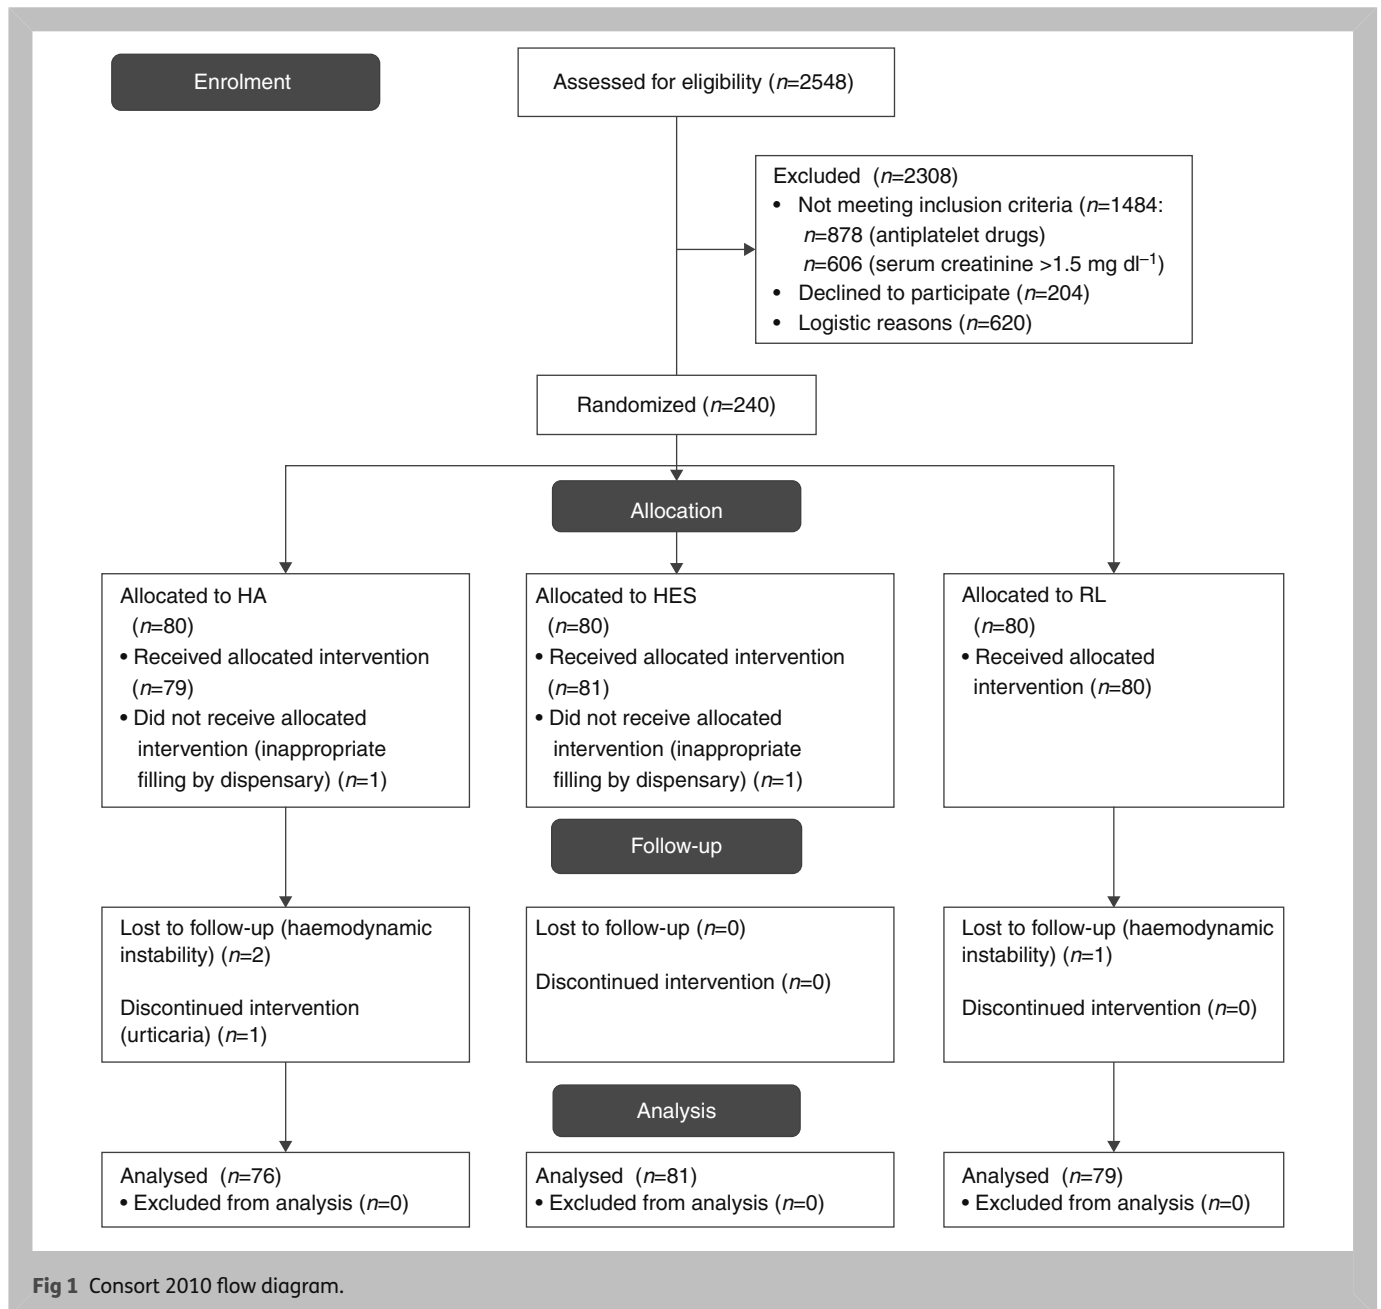 Enrolment
Assessed for eligibility (n=2548)
Excluded (n=2308)
• Not meeting inclusion criteria (n=1484:
n=878 (antiplatelet drugs)
n=606 (serum creatinine >1.5 mg dl–1)
• Declined to participate (n=204)
• Logistic reasons (n=620)
Randomized (n=240)
Allocation
Allocated to HA
(n=80)
• Received allocated intervention
(n=79)
• Did not receive allocated
intervention (inappropriate
filling by dispensary) (n=1)
Allocated to HES
(n=80)
• Received allocated intervention
(n=81)
• Did not receive allocated
intervention (inappropriate
filling by dispensary) (n=1)
Allocated to RL
(n=80)
• Received allocated
intervention (n=80)
Follow-up
Lost to follow-up (haemodynamic
instability) (n=2)
Discontinued intervention
(urticaria) (n=1)
Lost to follow-up (n=0)
Discontinued intervention (n=0)
Lost to follow-up (haemodynamic
instability) (n=1)
Discontinued intervention (n=0)
Analysis
Analysed (n=76)
• Excluded from analysis (n=0)
Analysed (n=81)
• Excluded from analysis (n=0)
Analysed (n=79)
• Excluded from analysis (n=0)
Fig 1 Consort 2010 flow diagram.